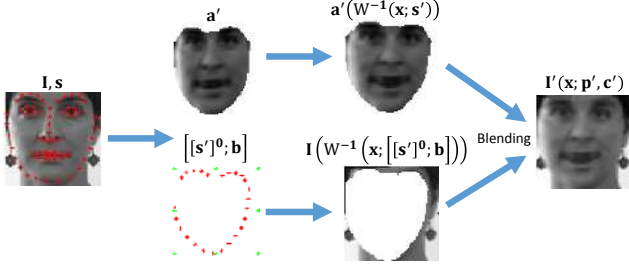 𝐚′
𝐚′(W⁻¹(𝐱; 𝐬′))
𝐈, 𝐬
𝐈′(𝐱; 𝐩′, 𝐜′)
[[𝐬′]⁰; 𝐛]
𝐈(W⁻¹(𝐱; [[𝐬′]⁰; 𝐛]))
Blending